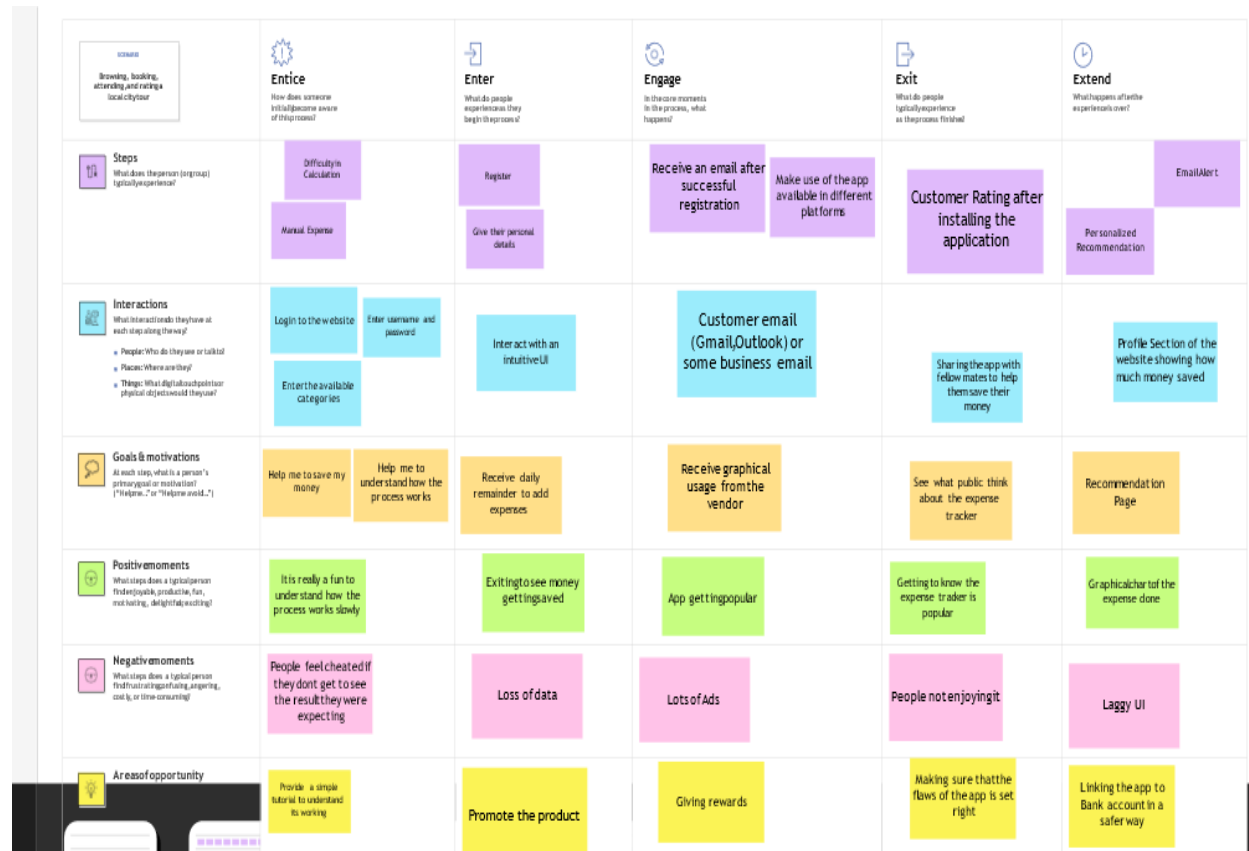 SCENARIO
Browsing, booking,
attending, and rating a
local city tour
Entice
How does someone
initially become aware
of this process?
Enter
What do people
experience as they
begin the process?
Engage
In the core moments
in the process, what
happens?
Exit
What do people
typically experience
as the process finishes?
Extend
What happens after the
experience is over?
Steps
What does the person (or group)
typically experience?
Difficulty in
Calculation
Manual Expense
Register
Give their personal
details
Receive an email after
successful
registration
Make use of the app
available in different
platforms
Customer Rating after
installing the
application
Email Alert
Personalized
Recommendation
Interactions
What interactions do they have at
each step along the way?
People: Who do they see or talk to?
Places: Where are they?
Things: What digital touchpoints or
physical objects would they use?
Login to the website
Enter username and
password
Enter the available
categories
Interact with an
intuitive UI
Customer email
(Gmail,Outlook) or
some business email
Sharing the app with
fellow mates to help
them save their
money
Profile Section of the
website showing how
much money saved
Goals & motivations
At each step, what is a person's
primary goal or motivation?
("Help me..." or "Help me avoid...")
Help me to save my
money
Help me to
understand how the
process works
Receive daily
remainder to add
expenses
Receive graphical
usage from the
vendor
See what public think
about the expense
tracker
Recommendation
Page
Positive moments
What steps does a typical person
find enjoyable, productive, fun,
motivating, delightful, exciting?
It is really a fun to
understand how the
process works slowly
Exiting to see money
getting saved
App getting popular
Getting to know the
expense traker is
popular
Graphical chart of the
expense done
Negative moments
What steps does a typical person
find frustrating, confusing, angering,
costly, or time-consuming?
People feel cheated if
they dont get to see
the result they were
expecting
Loss of data
Lots of Ads
People not enjoying it
Laggy UI
Areas of opportunity
Provide a simple
tutorial to understand
its working
Promote the product
Giving rewards
Making sure that the
flaws of the app is set
right
Linking the app to
Bank account in a
safer way